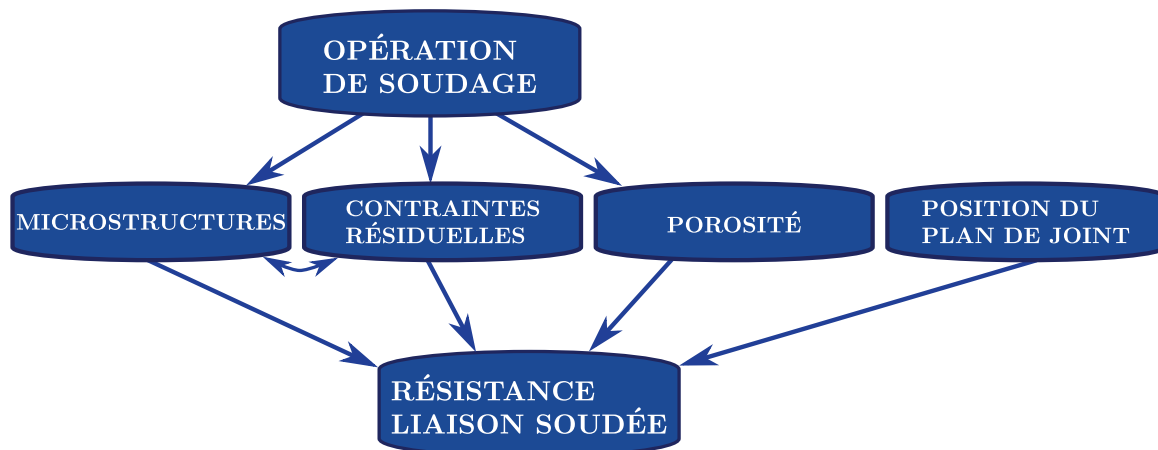 OPÉRATION
DE SOUDAGE
MICROSTRUCTURES
CONTRAINTES
RÉSIDUELLES
POROSITÉ
POSITION DU
PLAN DE JOINT
RÉSISTANCE
LIAISON SOUDÉE